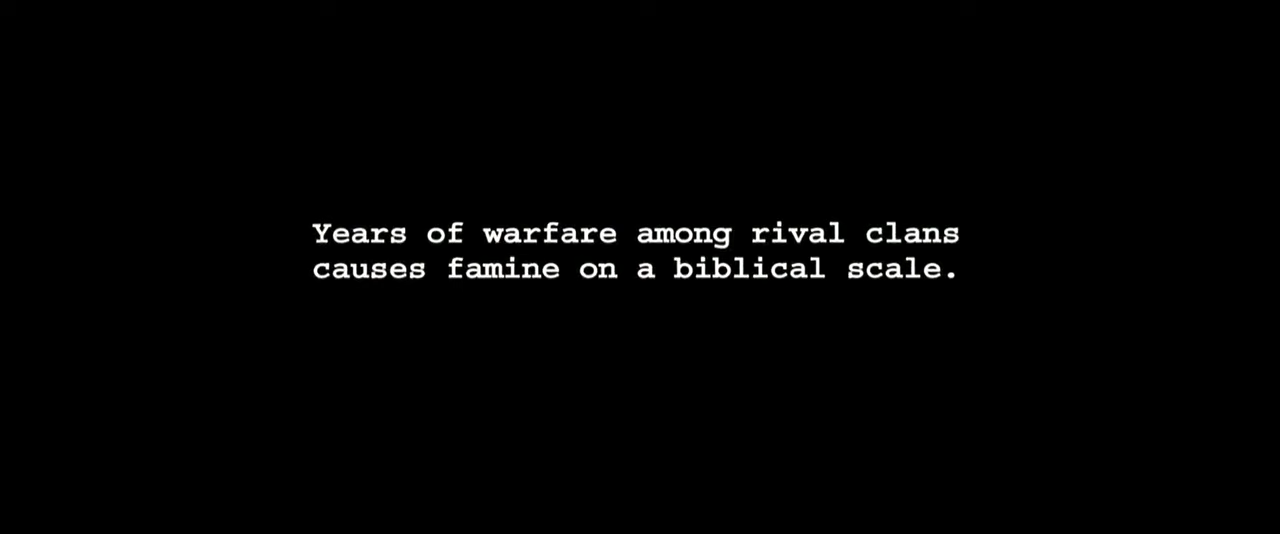 Years of warfare among rival clans
causes famine on a biblical scale.